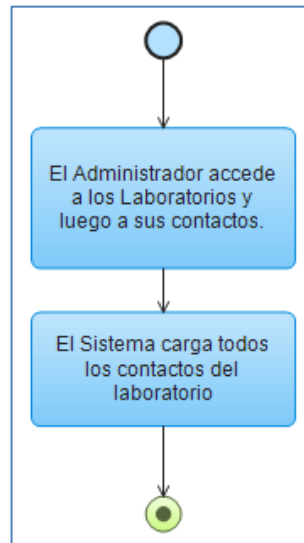 El Administrador accede
a los Laboratorios y
luego a sus contactos.
El Sistema carga todos
los contactos del
laboratorio